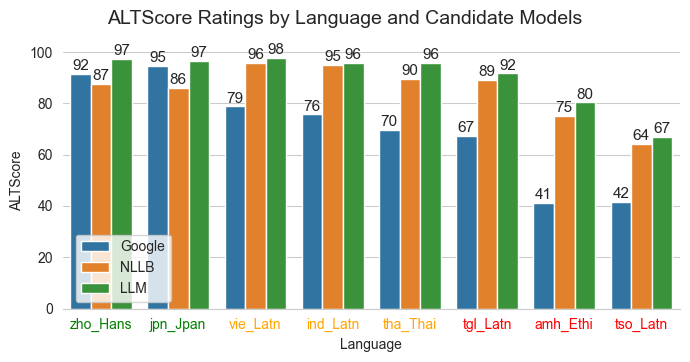 ALTScore Ratings by Language and Candidate Models
ALTScore
100
80
60
40
20
0
92 87 97 95 86 97 79 96 98 76 95 96 70 90 96 67 89 92 41 75 80 42 64 67
Google
NLLB
LLM
zho_Hans jpn_Jpan vie_Latn ind_Latn tha_Thai tgl_Latn amh_Ethi tso_Latn
Language